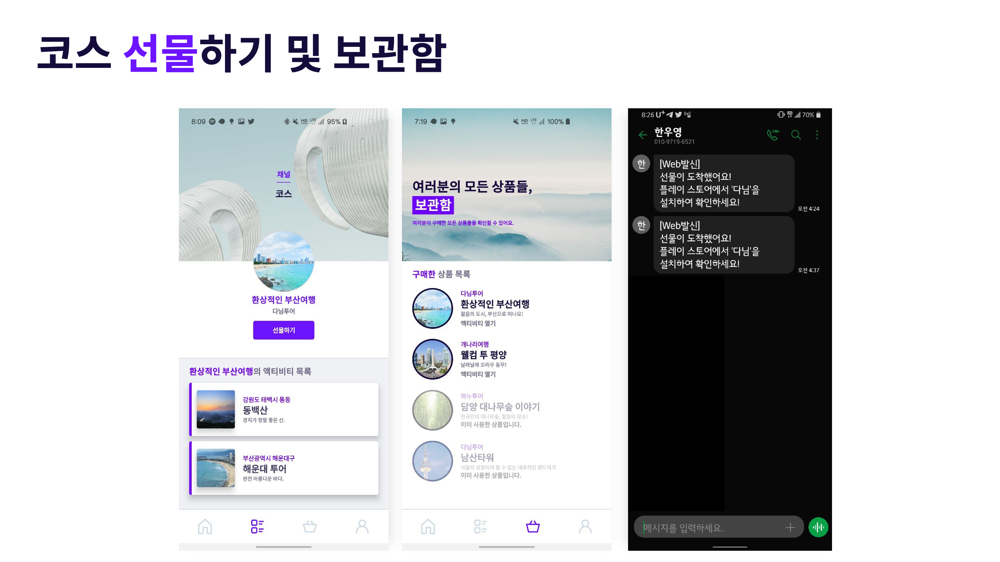 코스 선물하기 및 보관함
8:09
HD voice LTE 95%
채널
코스
환상적인 부산여행
다님투어
선물하기
환상적인 부산여행의 액티비티 목록
강원도 태백시 통동
동백산
경치가 정말 좋은 산.
부산광역시 해운대구
해운대 투어
완전 아름다운 바다.
7:19
HD voice LTE 100%
여러분의 모든 상품들,
보관함
여러분이 구매한 모든 상품들을 확인할 수 있어요.
구매한 상품 목록
다님투어
환상적인 부산여행
젊음의 도시, 부산으로 떠나요!
액티비티 열기
개나리여행
웰컴 투 평양
날래날래 오라우 동무!
액티비티 열기
하누투어
담양 대나무숲 이야기
전국민의 대나무숲, 힐링의 장소!
이미 사용한 상품입니다.
다님투어
남산타워
서울의 상징이라 할 수 있는 대표적인 랜드마크
이미 사용한 상품입니다.
8:26 U+
LTE 70%
한우영
010-9719-6521
한
[Web발신]
선물이 도착했어요!
플레이 스토어에서 '다님'을
설치하여 확인하세요!
오전 4:24
한
[Web발신]
선물이 도착했어요!
플레이 스토어에서 '다님'을
설치하여 확인하세요!
오전 4:37
메시지를 입력하세요.